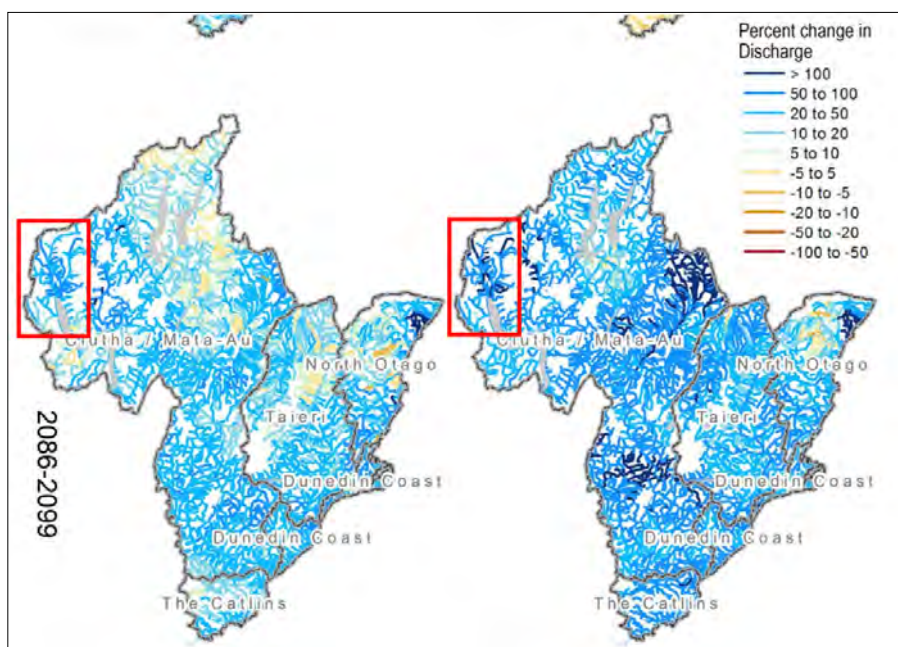 Percent change in
Discharge
> 100
50 to 100
20 to 50
10 to 20
5 to 10
-5 to 5
-10 to -5
-20 to -10
-50 to -20
-100 to -50
Clutha / Mata-Au
North Otago
Taieri
Dunedin Coast
Dunedin Coast
The Catlins
2086-2099
Clutha / Mata-Au
North Otago
Taieri
Dunedin Coast
Dunedin Coast
The Catlins